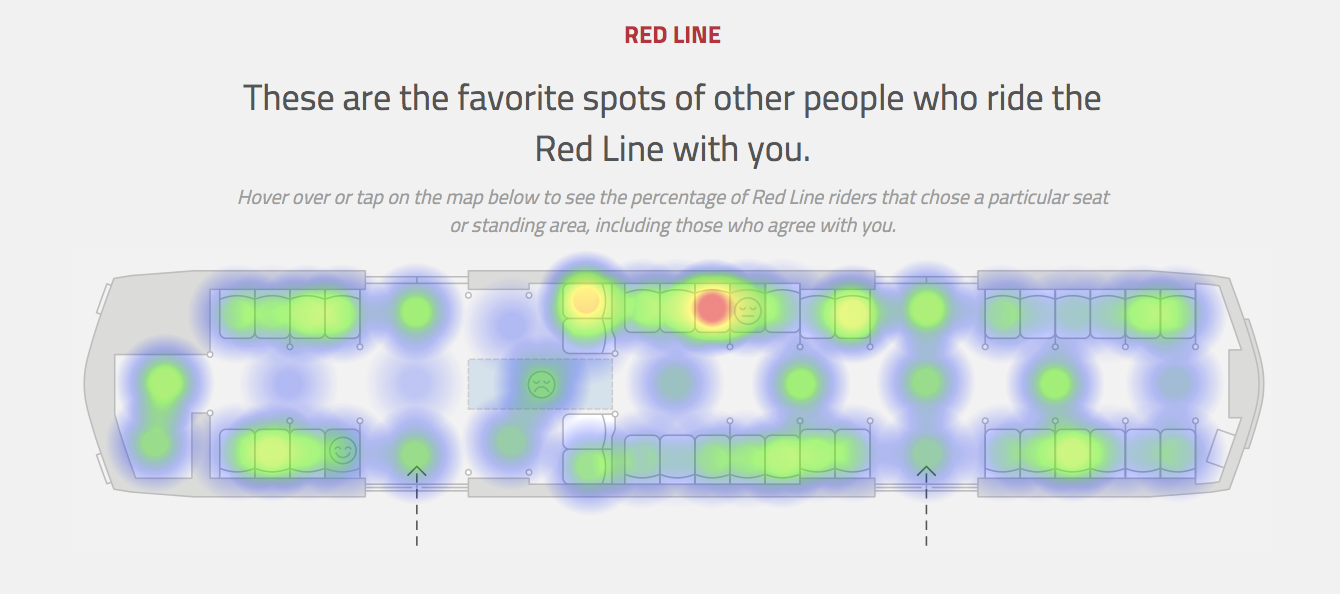 RED LINE
These are the favorite spots of other people who ride the
Red Line with you.
Hover over or tap on the map below to see the percentage of Red Line riders that chose a particular seat
or standing area, including those who agree with you.